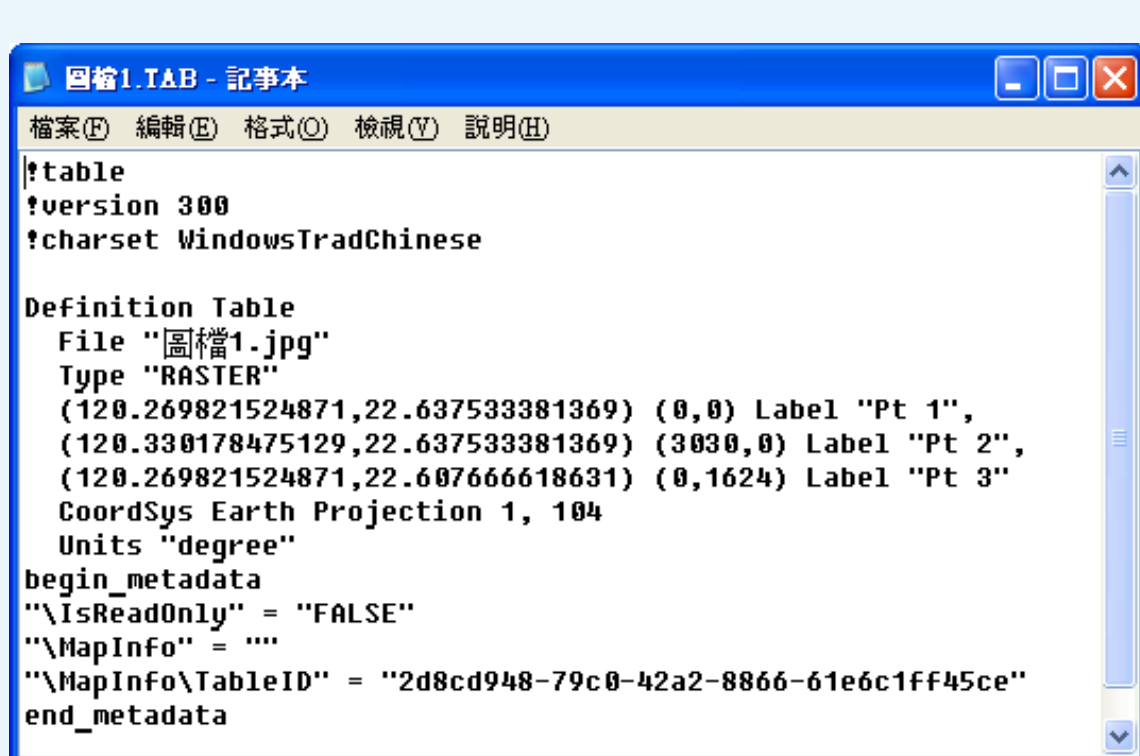 圖檔1.TAB - 記事本
檔案(F) 編輯(E) 格式(O) 檢視(V) 說明(H)
!table
!version 300
!charset WindowsTradChinese

Definition Table
  File "圖檔1.jpg"
  Type "RASTER"
  (120.269821524871,22.637533381369) (0,0) Label "Pt 1",
  (120.330178475129,22.637533381369) (3030,0) Label "Pt 2",
  (120.269821524871,22.607666618631) (0,1624) Label "Pt 3"
  CoordSys Earth Projection 1, 104
  Units "degree"
begin_metadata
"\IsReadOnly" = "FALSE"
"\MapInfo" = ""
"\MapInfo\TableID" = "2d8cd948-79c0-42a2-8866-61e6c1ff45ce"
end_metadata